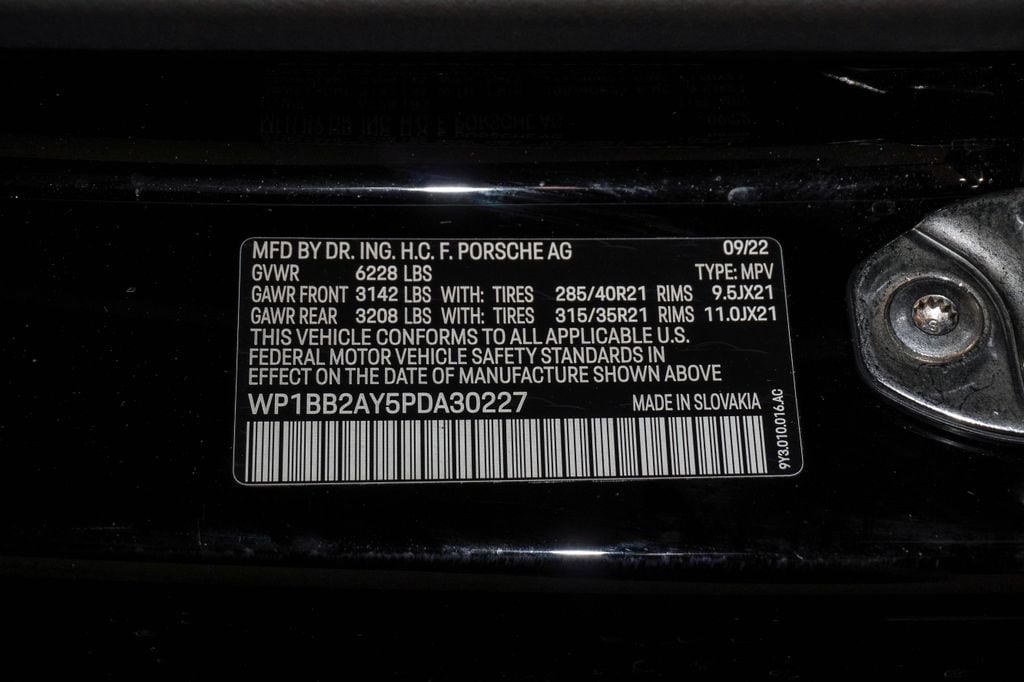 MFD BY DR. ING. H.C. F. PORSCHE AG 09/22
GVWR 6228 LBS TYPE: MPV
GAWR FRONT 3142 LBS WITH: TIRES 285/40R21 RIMS 9.5JX21
GAWR REAR 3208 LBS WITH: TIRES 315/35R21 RIMS 11.0JX21
THIS VEHICLE CONFORMS TO ALL APPLICABLE U.S.
FEDERAL MOTOR VEHICLE SAFETY STANDARDS IN
EFFECT ON THE DATE OF MANUFACTURE SHOWN ABOVE
WP1BB2AY5PDA30227 MADE IN SLOVAKIA
9Y3.010.016.AC